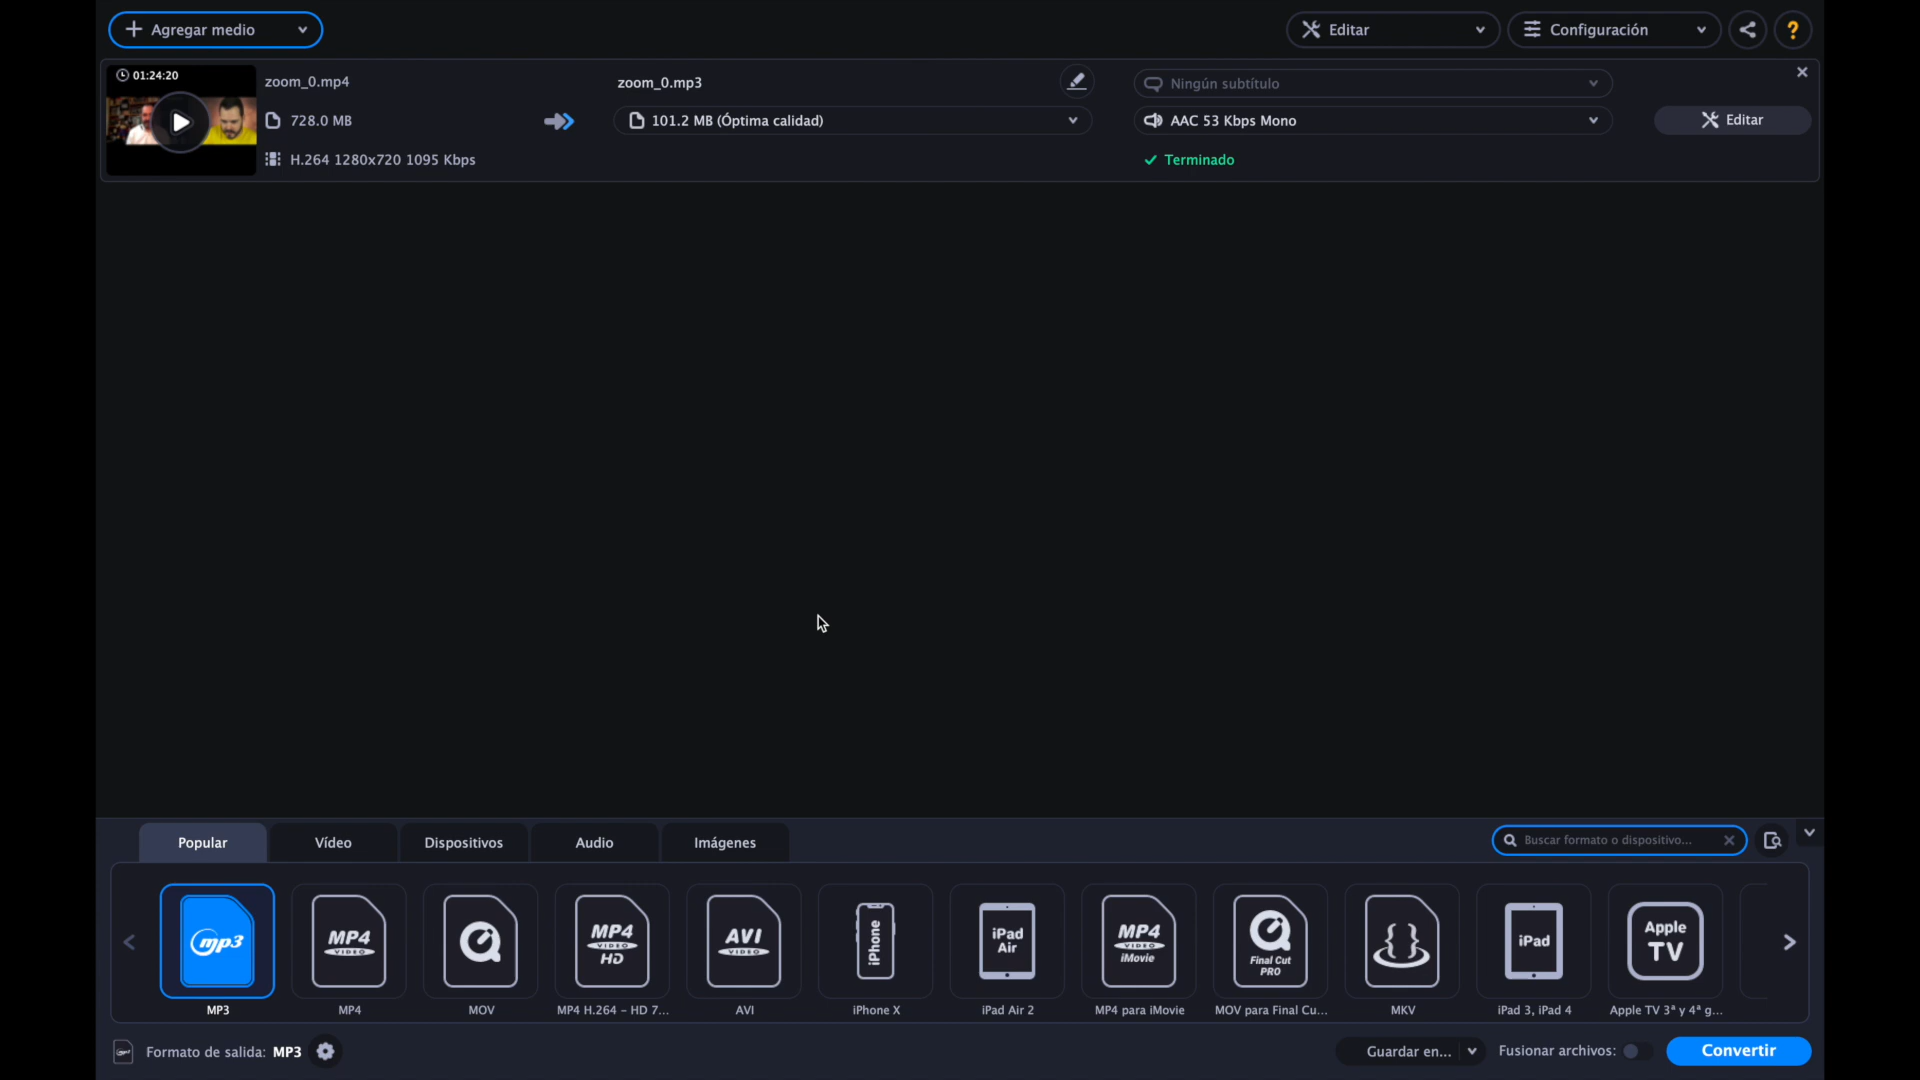 Agregar medio
Editar
Configuración
?
01:24:20
zoom_0.mp4
zoom_0.mp3
Ningún subtítulo
728.0 MB
101.2 MB (Óptima calidad)
AAC 53 Kbps Mono
Editar
H.264 1280x720 1095 Kbps
Terminado
Popular
Vídeo
Dispositivos
Audio
Imágenes
Buscar formato o dispositivo...
mp3
MP4 VIDEO
MP4 VIDEO HD
AVI VIDEO
iPhone
iPad Air
MP4 VIDEO iMovie
Final Cut PRO
iPad
Apple TV
MP3
MP4
MOV
MP4 H.264 – HD 7...
AVI
iPhone X
iPad Air 2
MP4 para iMovie
MOV para Final Cu...
MKV
iPad 3, iPad 4
Apple TV 3ª y 4ª g...
Formato de salida: MP3
Guardar en...
Fusionar archivos:
Convertir